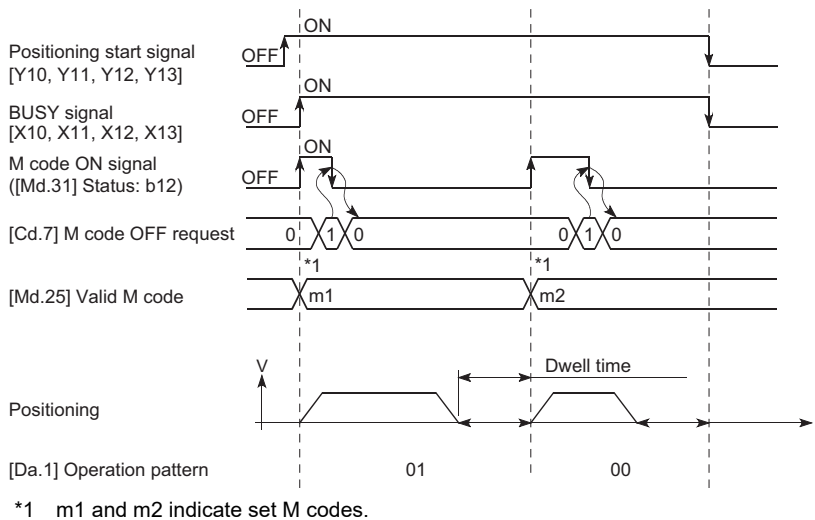 ON
Positioning start signal
[Y10, Y11, Y12, Y13]
OFF
ON
BUSY signal
[X10, X11, X12, X13]
OFF
ON
M code ON signal
([Md.31] Status: b12)
OFF
[Cd.7] M code OFF request
0 1 0 0 1 0
*1 *1
[Md.25] Valid M code
m1 m2
V
Dwell time
Positioning
[Da.1] Operation pattern
01 00
*1 m1 and m2 indicate set M codes.